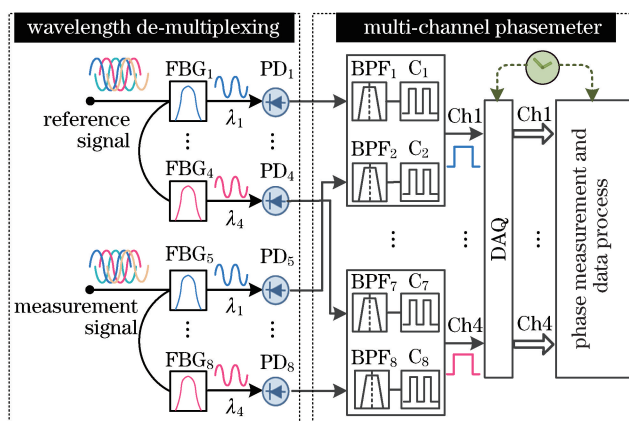 wavelength de-multiplexing
multi-channel phasemeter
FBG₁
PD₁
λ₁
reference
signal
FBG₄
PD₄
λ₄
FBG₅
PD₅
λ₁
measurement
signal
FBG₈
PD₈
λ₄
BPF₁
C₁
BPF₂
C₂
BPF₇
C₇
BPF₈
C₈
Ch1
Ch4
DAQ
Ch1
Ch4
phase measurement and
data process